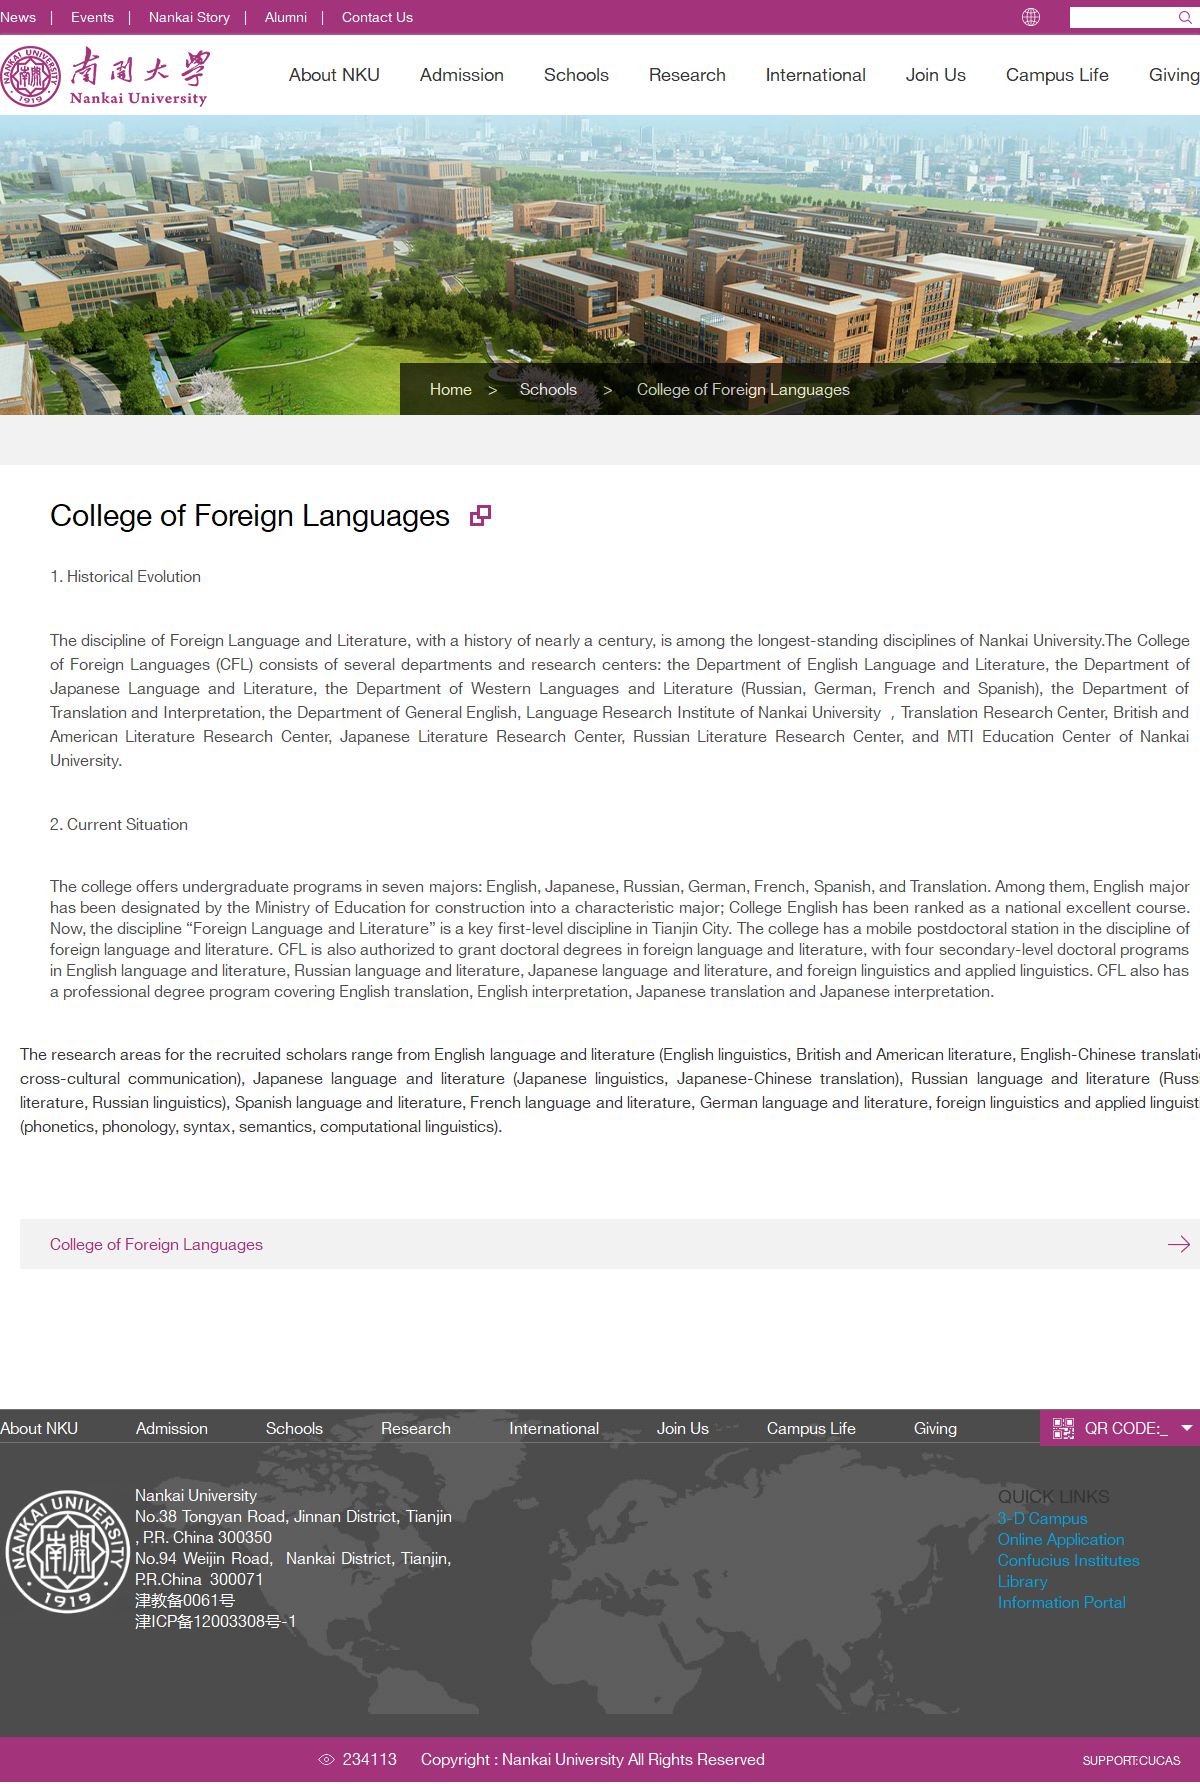 News | Events | Nankai Story | Alumni | Contact Us
南開大學
Nankai University
NANKAI UNIVERSITY
1919
About NKU Admission Schools Research International Join Us Campus Life Giving
Home > Schools > College of Foreign Languages
College of Foreign Languages
1. Historical Evolution
The discipline of Foreign Language and Literature, with a history of nearly a century, is among the longest-standing disciplines of Nankai University.The College
of Foreign Languages (CFL) consists of several departments and research centers: the Department of English Language and Literature, the Department of
Japanese Language and Literature, the Department of Western Languages and Literature (Russian, German, French and Spanish), the Department of
Translation and Interpretation, the Department of General English, Language Research Institute of Nankai University ，Translation Research Center, British and
American Literature Research Center, Japanese Literature Research Center, Russian Literature Research Center, and MTI Education Center of Nankai
University.
2. Current Situation
The college offers undergraduate programs in seven majors: English, Japanese, Russian, German, French, Spanish, and Translation. Among them, English major
has been designated by the Ministry of Education for construction into a characteristic major; College English has been ranked as a national excellent course.
Now, the discipline “Foreign Language and Literature” is a key first-level discipline in Tianjin City. The college has a mobile postdoctoral station in the discipline of
foreign language and literature. CFL is also authorized to grant doctoral degrees in foreign language and literature, with four secondary-level doctoral programs
in English language and literature, Russian language and literature, Japanese language and literature, and foreign linguistics and applied linguistics. CFL also has
a professional degree program covering English translation, English interpretation, Japanese translation and Japanese interpretation.
The research areas for the recruited scholars range from English language and literature (English linguistics, British and American literature, English-Chinese translati
cross-cultural communication), Japanese language and literature (Japanese linguistics, Japanese-Chinese translation), Russian language and literature (Russi
literature, Russian linguistics), Spanish language and literature, French language and literature, German language and literature, foreign linguistics and applied linguisti
(phonetics, phonology, syntax, semantics, computational linguistics).
College of Foreign Languages
About NKU Admission Schools Research International Join Us Campus Life Giving QR CODE:_
NANKAI UNIVERSITY
南開
1919
Nankai University
No.38 Tongyan Road, Jinnan District, Tianjin
, P.R. China 300350
No.94 Weijin Road, Nankai District, Tianjin,
P.R.China 300071
津教备0061号
津ICP备12003308号-1
QUICK LINKS
3-D Campus
Online Application
Confucius Institutes
Library
Information Portal
234113 Copyright : Nankai University All Rights Reserved
SUPPORT:CUCAS